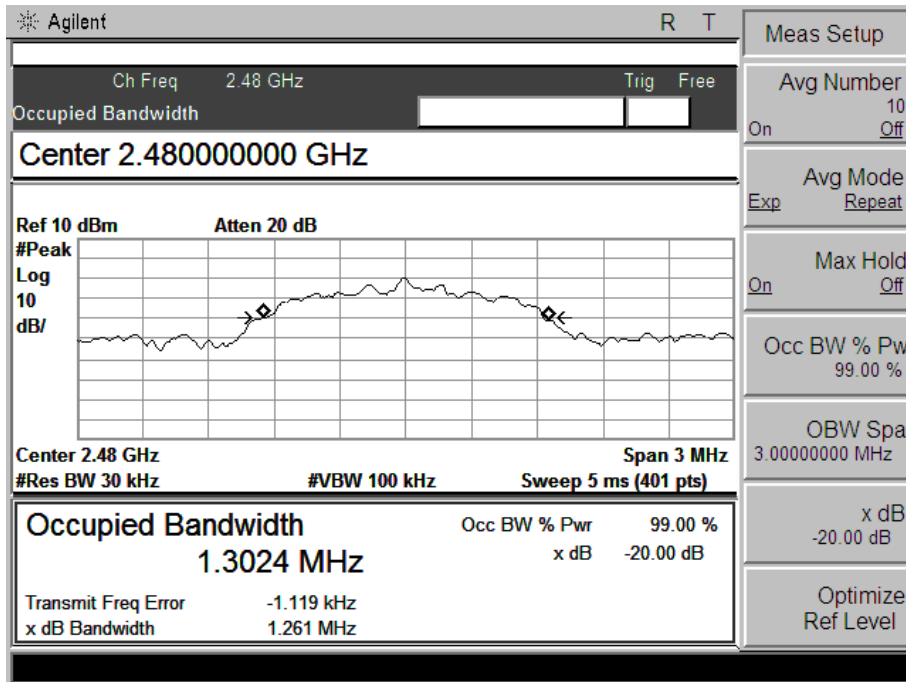 Agilent R T
Ch Freq 2.48 GHz Trig Free
Occupied Bandwidth
Center 2.480000000 GHz
Ref 10 dBm Atten 20 dB
#Peak
Log
10
dB/
Center 2.48 GHz Span 3 MHz
#Res BW 30 kHz #VBW 100 kHz Sweep 5 ms (401 pts)
Occupied Bandwidth
1.3024 MHz
Occ BW % Pwr 99.00 %
x dB -20.00 dB
Transmit Freq Error -1.119 kHz
x dB Bandwidth 1.261 MHz
Meas Setup
Avg Number
10
On Off
Avg Mode
Exp Repeat
Max Hold
On Off
Occ BW % Pw
99.00 %
OBW Spa
3.00000000 MHz
x dB
-20.00 dB
Optimize
Ref Level